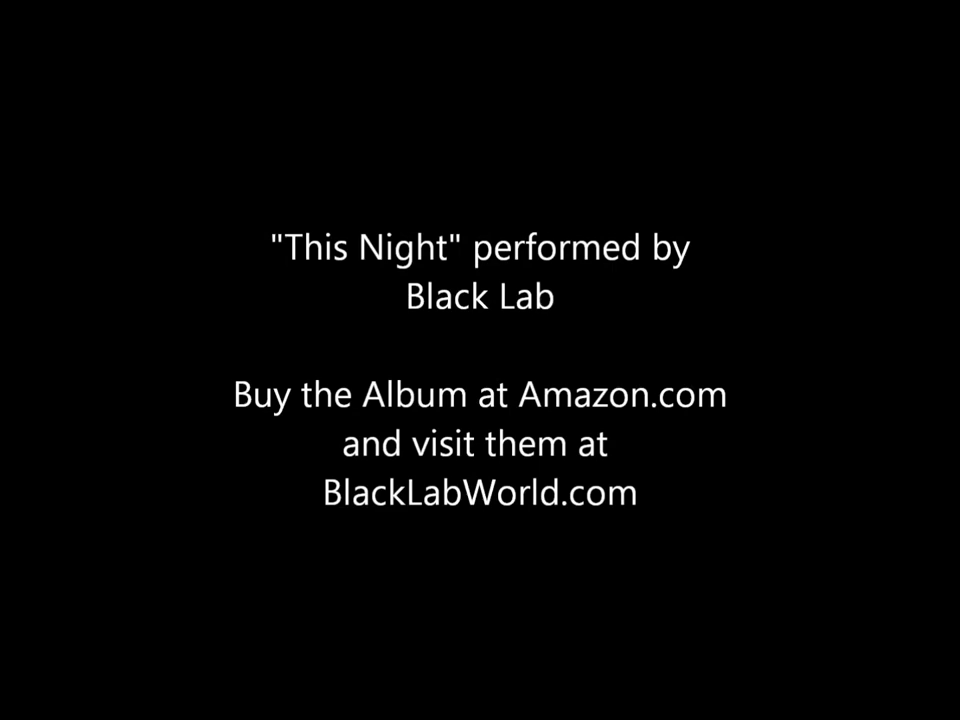 "This Night" performed by
Black Lab
Buy the Album at Amazon.com
and visit them at
BlackLabWorld.com